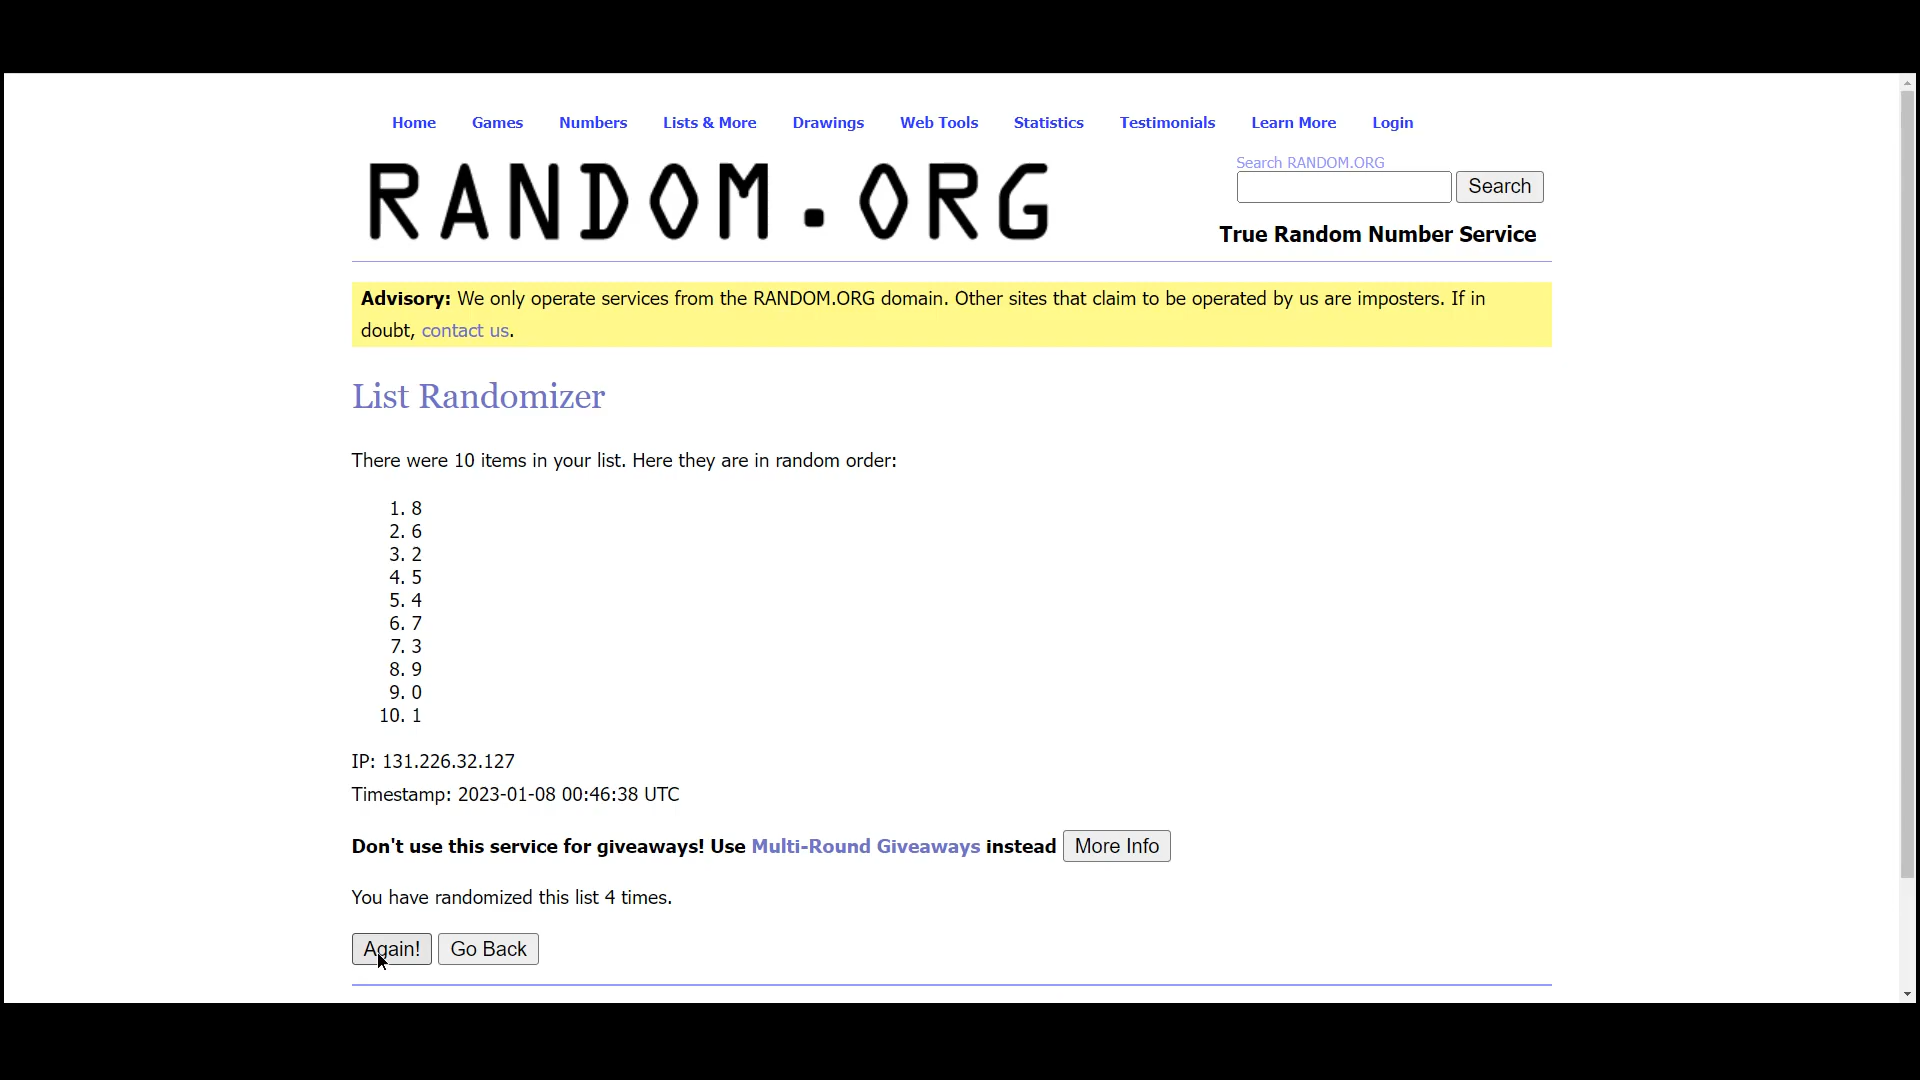 Home Games Numbers Lists & More Drawings Web Tools Statistics Testimonials Learn More Login
RANDOM.ORG
Search RANDOM.ORG
Search
True Random Number Service
Advisory: We only operate services from the RANDOM.ORG domain. Other sites that claim to be operated by us are imposters. If in
doubt, contact us.
List Randomizer
There were 10 items in your list. Here they are in random order:
1. 8
2. 6
3. 2
4. 5
5. 4
6. 7
7. 3
8. 9
9. 0
10. 1
IP: 131.226.32.127
Timestamp: 2023-01-08 00:46:38 UTC
Don't use this service for giveaways! Use Multi-Round Giveaways instead More Info
You have randomized this list 4 times.
Again! Go Back